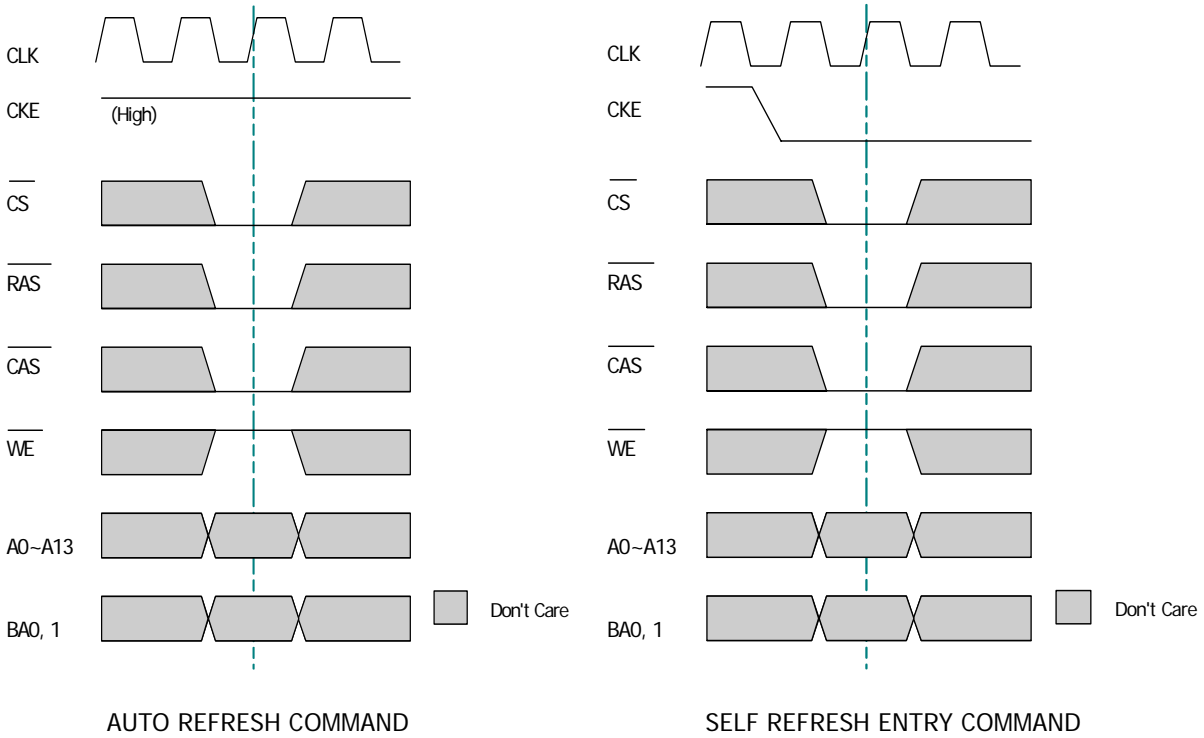 CLK
CKE
(High)
CS
RAS
CAS
WE
A0~A13
BA0, 1
Don't Care
AUTO REFRESH COMMAND
CLK
CKE
CS
RAS
CAS
WE
A0~A13
BA0, 1
Don't Care
SELF REFRESH ENTRY COMMAND